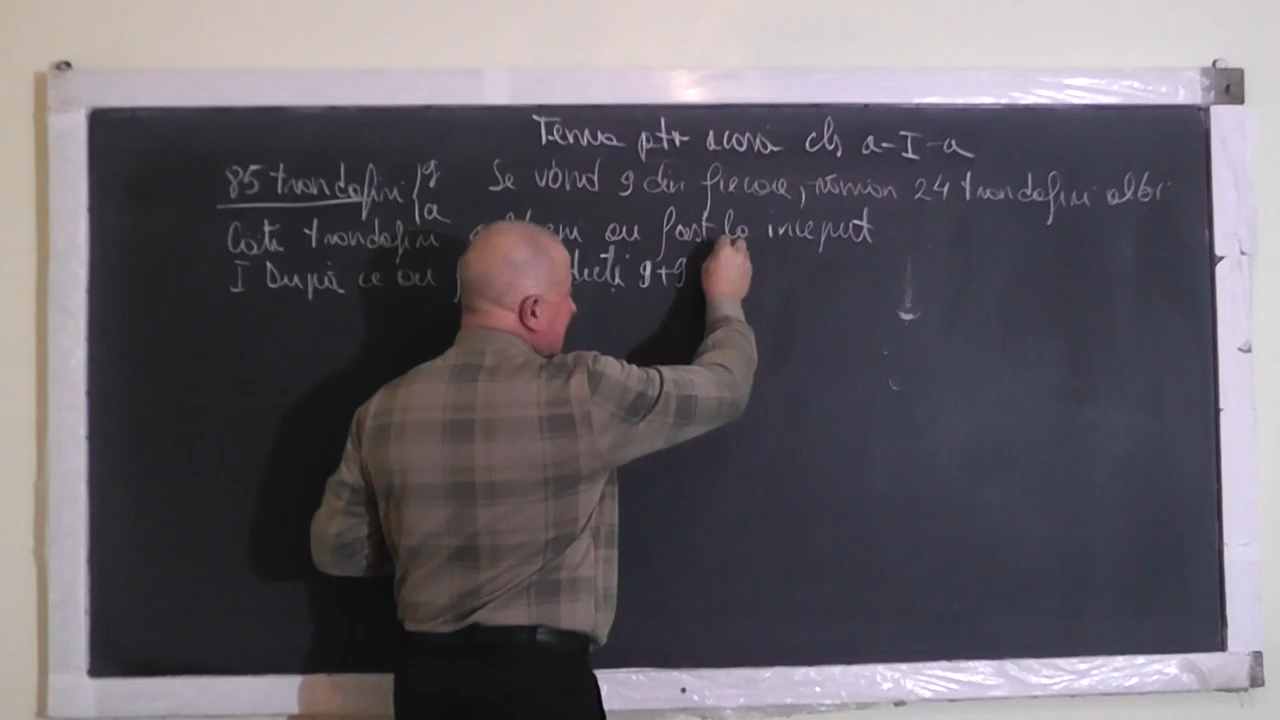 Tema ptr acasă cls a-I-a
85 trandafiri { g a Se vând 9 din fiecare, rămân 24 trandafiri albi
Câți trandafiri au fost la început
I După ce au 9+9